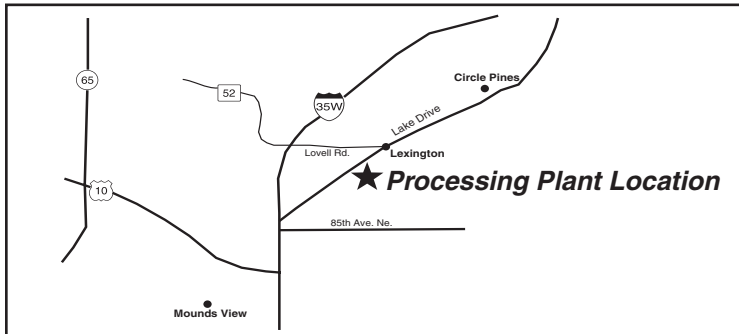 65
52
35W
Circle Pines
Lake Drive
Lovell Rd.
Lexington
Processing Plant Location
10
85th Ave. Ne.
Mounds View